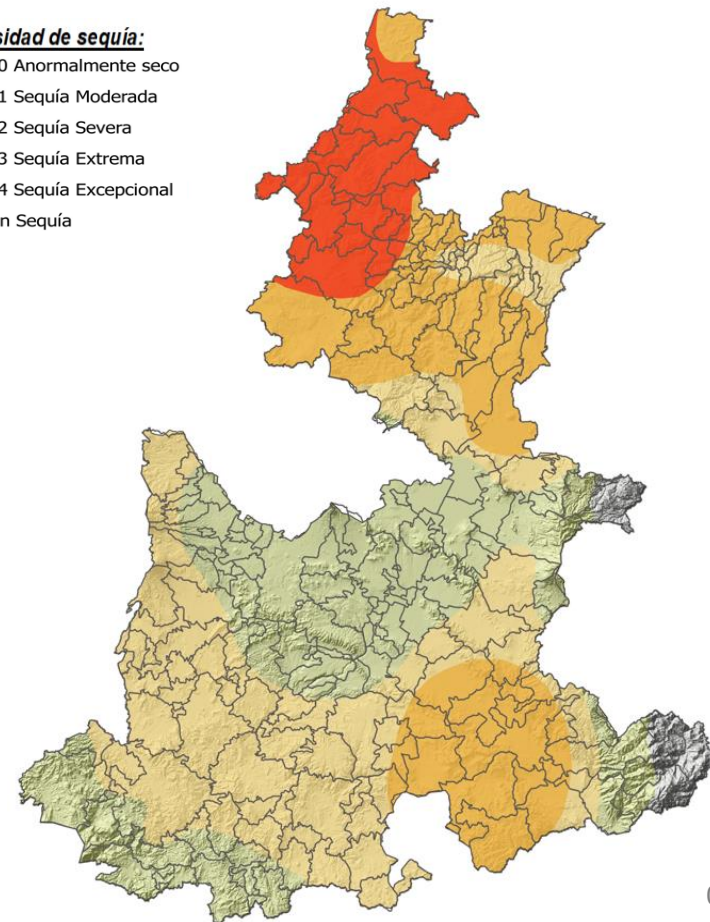 sidad de sequía:
0 Anormalmente seco
1 Sequía Moderada
2 Sequía Severa
3 Sequía Extrema
4 Sequía Excepcional
n Sequía